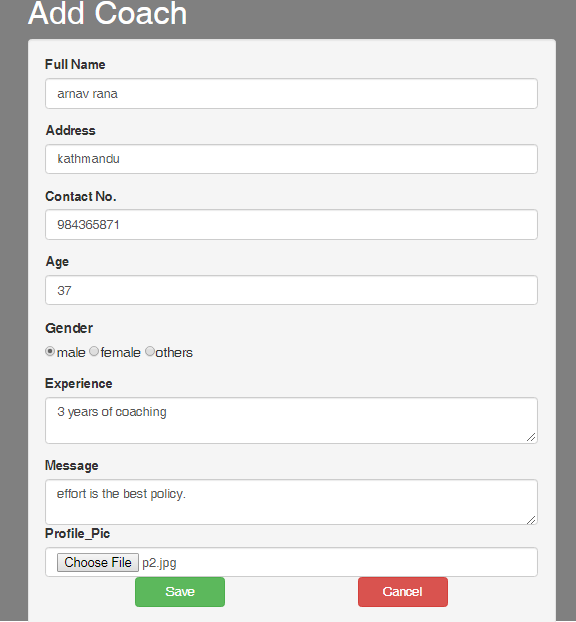 Add Coach
Full Name
arnav rana
Address
kathmandu
Contact No.
984365871
Age
37
Gender
male female others
Experience
3 years of coaching
Message
effort is the best policy.
Profile_Pic
Choose File p2.jpg
Save Cancel